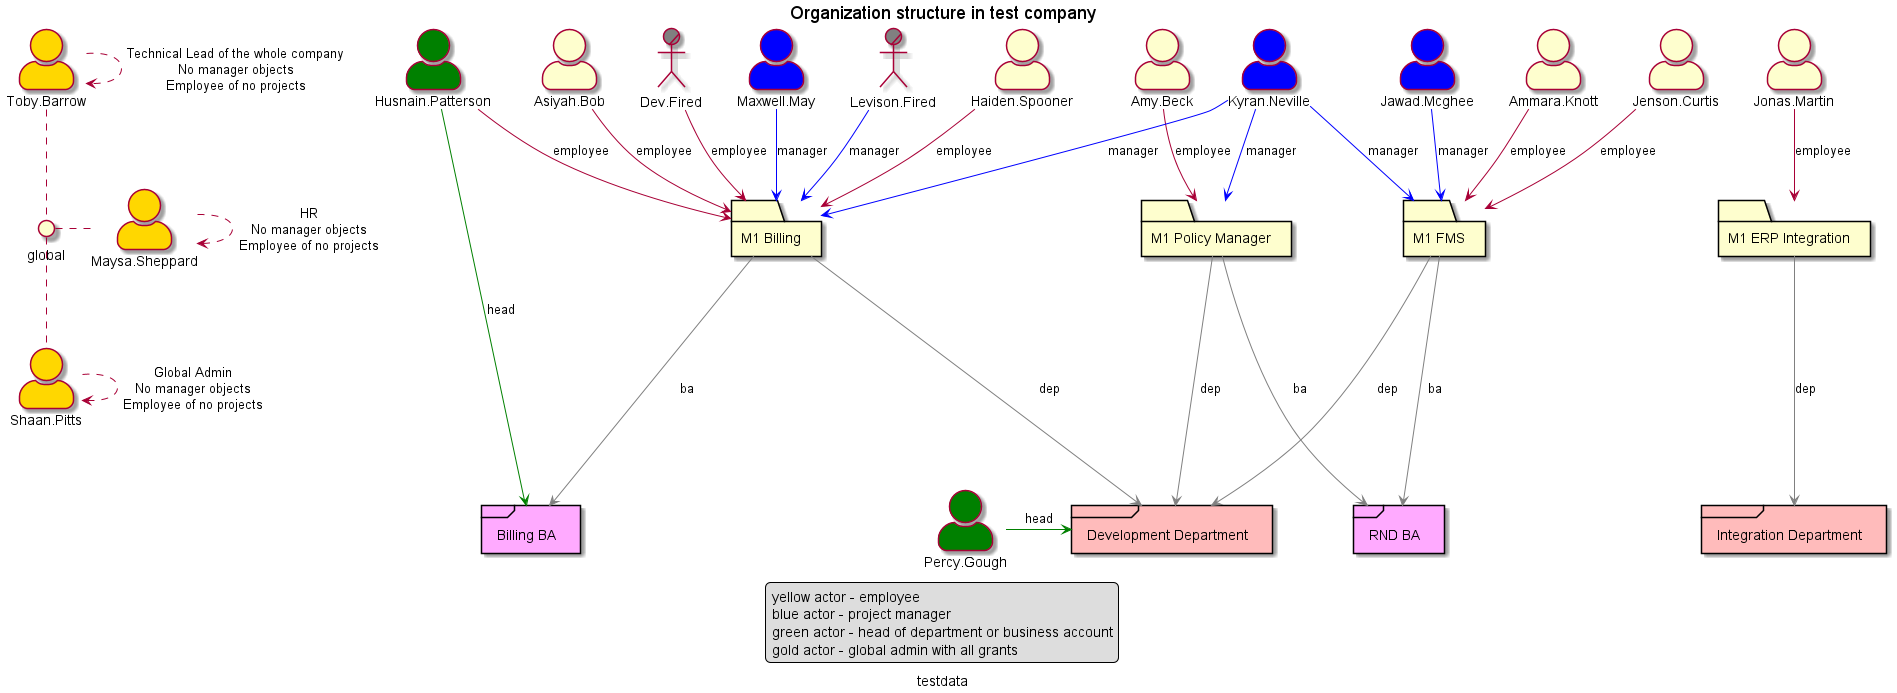 Organization structure in test company
Technical Lead of the whole company
No manager objects
Employee of no projects
Toby.Barrow
Husnain.Patterson
Asiyah.Bob
Dev.Fired
Maxwell.May
Levison.Fired
Haiden.Spooner
Amy.Beck
Kyran.Neville
Jawad.Mcghee
Ammara.Knott
Jenson.Curtis
Jonas.Martin
employee
employee
employee
manager
manager
employee
manager
employee
manager
manager
manager
employee
employee
employee
HR
No manager objects
Employee of no projects
global
Maysa.Sheppard
M1 Billing
M1 Policy Manager
M1 FMS
M1 ERP Integration
head
Global Admin
No manager objects
Employee of no projects
Shaan.Pitts
ba
dep
dep
ba
dep
ba
dep
Billing BA
head
Percy.Gough
Development Department
RND BA
Integration Department
yellow actor - employee
blue actor - project manager
green actor - head of department or business account
gold actor - global admin with all grants
testdata